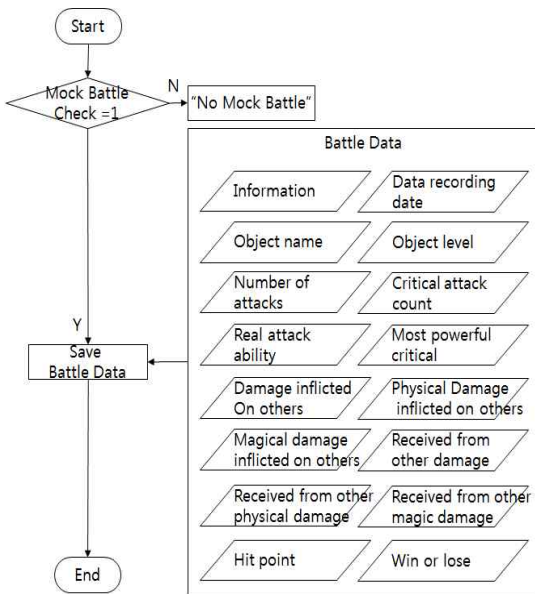 Start
Mock Battle
Check =1
N
"No Mock Battle"
Battle Data
Information
Data recording
date
Object name
Object level
Number of
attacks
Critical attack
count
Y
Real attack
ability
Most powerful
critical
Save
Battle Data
Damage inflicted
On others
Physical Damage
inflicted on others
Magical damage
inflicted on others
Received from
other damage
Received from other
physical damage
Received from other
magic damage
Hit point
Win or lose
End